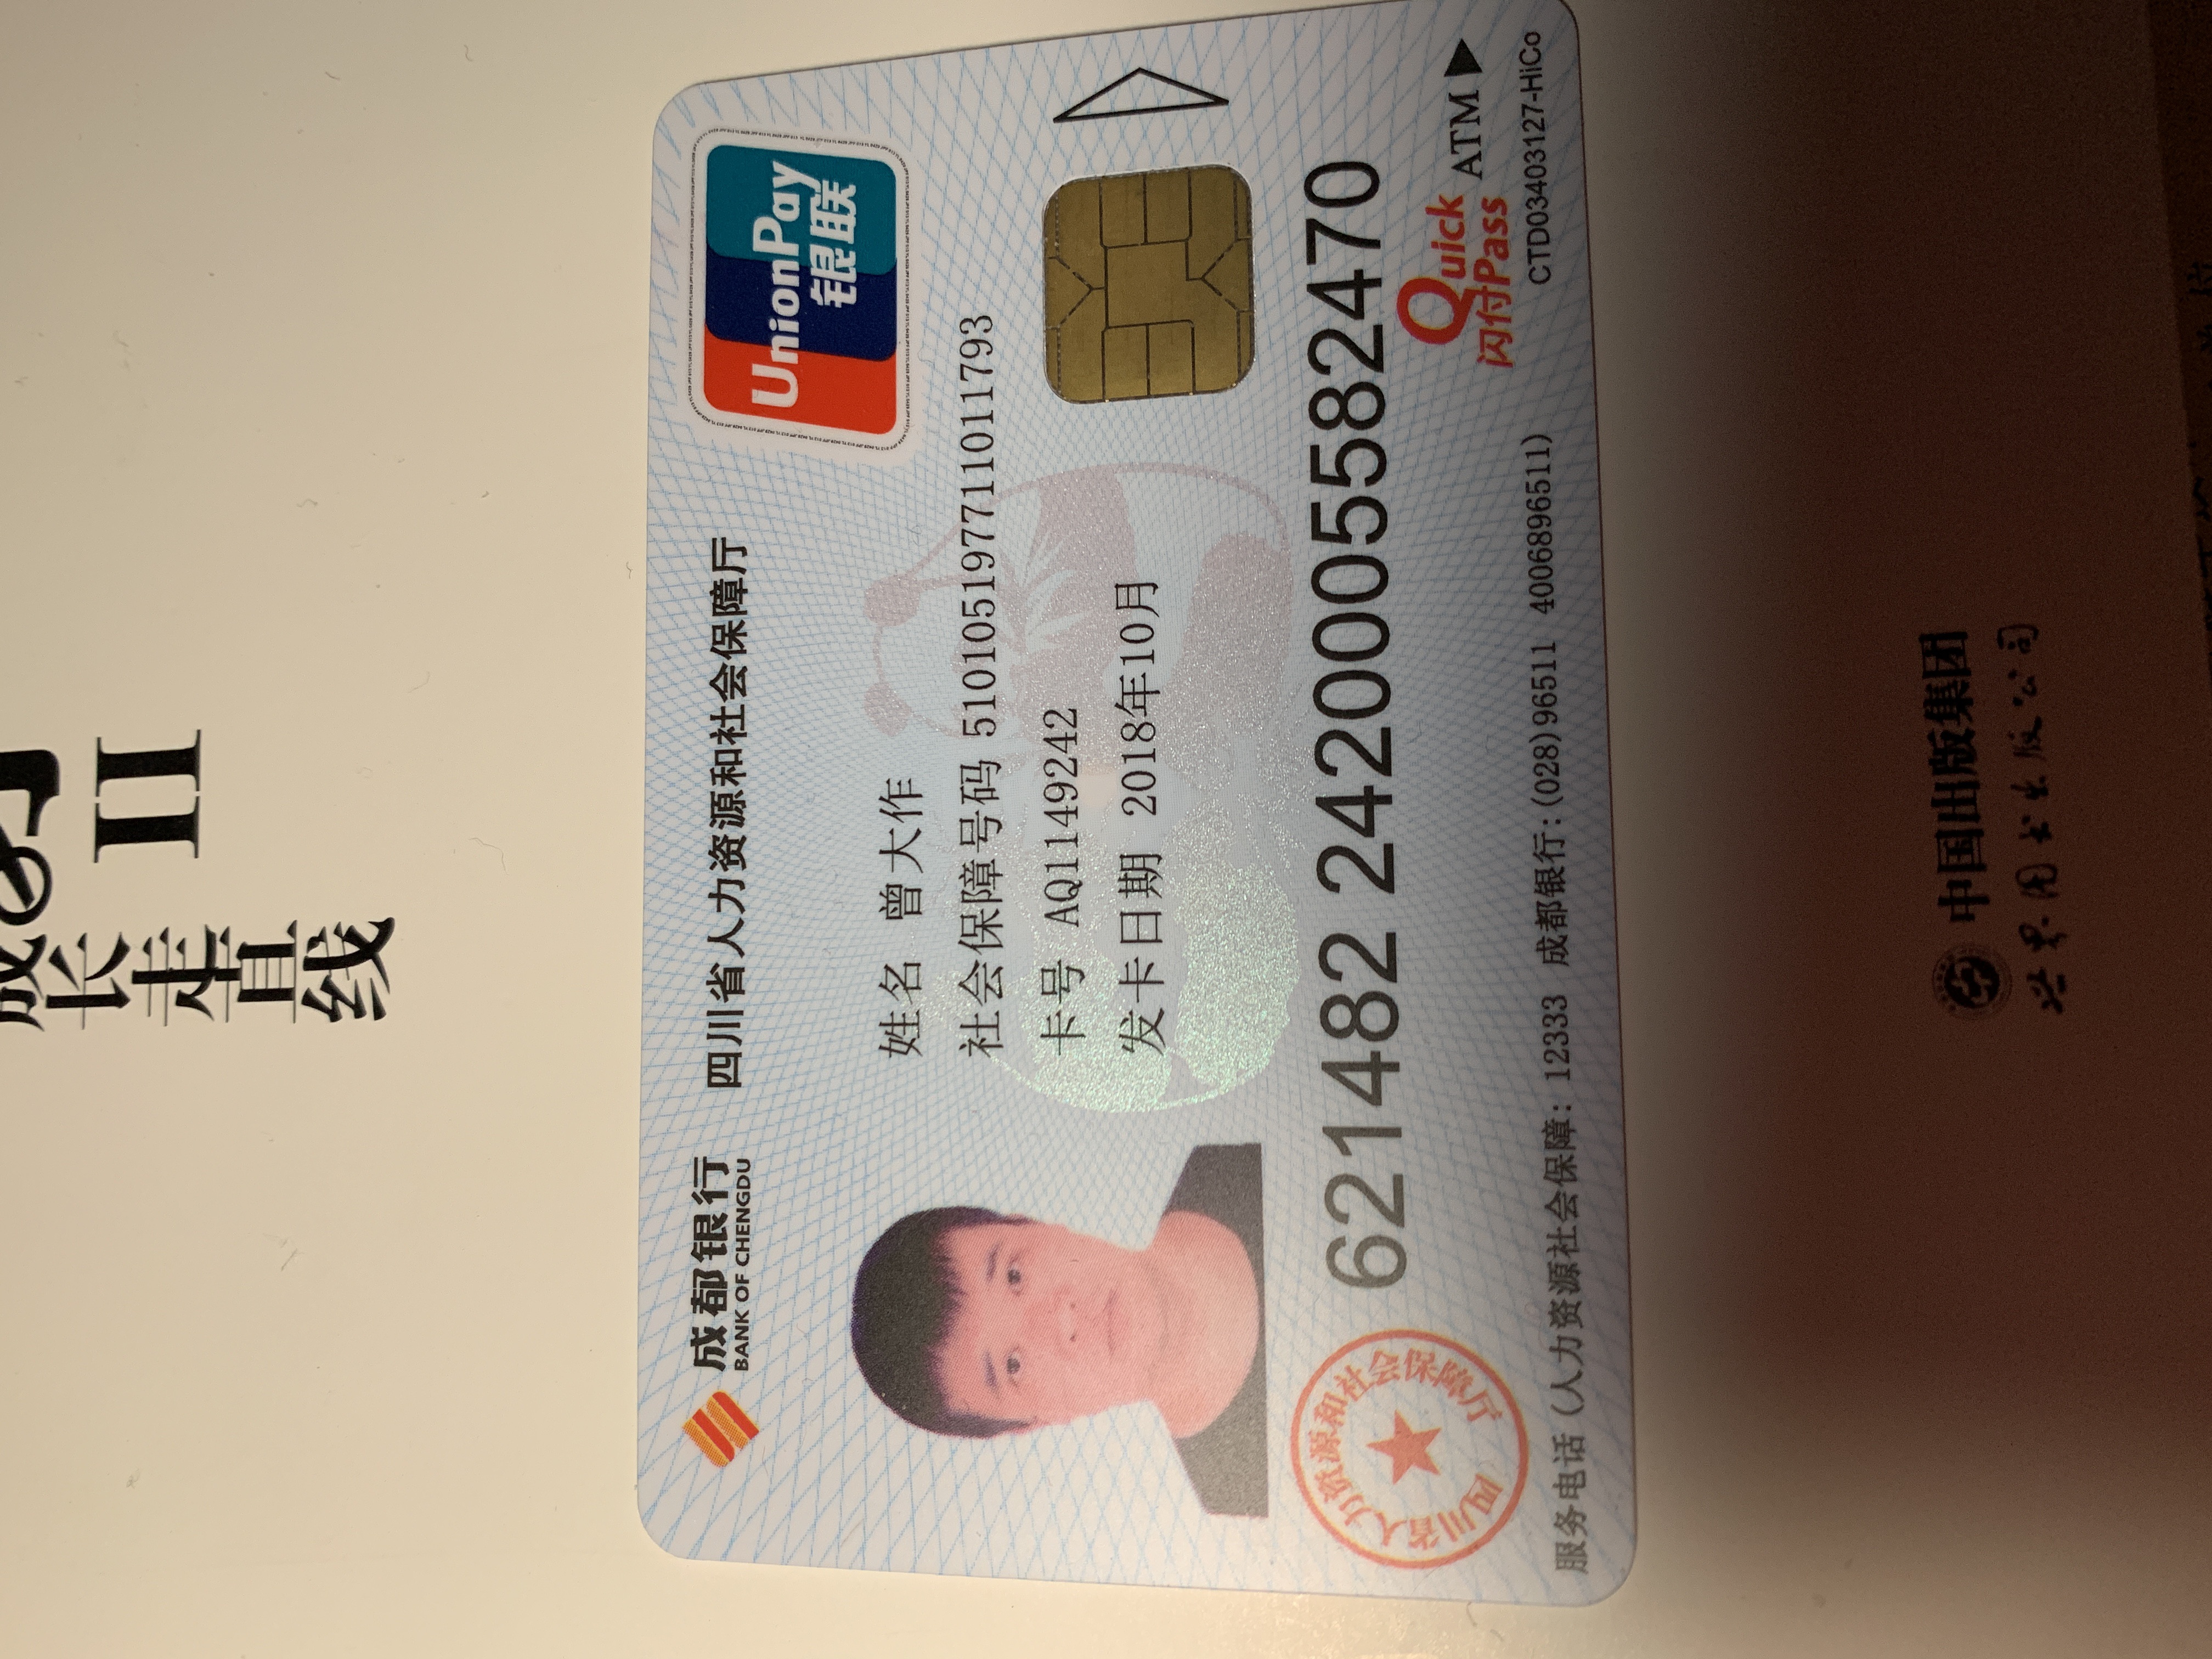 成长走直线
II
成都银行
BANK OF CHENGDU
四川省人力资源和社会保障厅
UnionPay
银联
姓名 曾大作
社会保障号码 510105197711011793
卡号 AQ1149242
发卡日期 2018年10月
621482 2420005582470
四川省人力资源和社会保障厅
Quick
闪付Pass
ATM
CTD03403127-HiCo
服务电话 (人力资源社会保障: 12333 成都银行:(028)96511 4006896511)
中国出版集团
世界图书出版公司